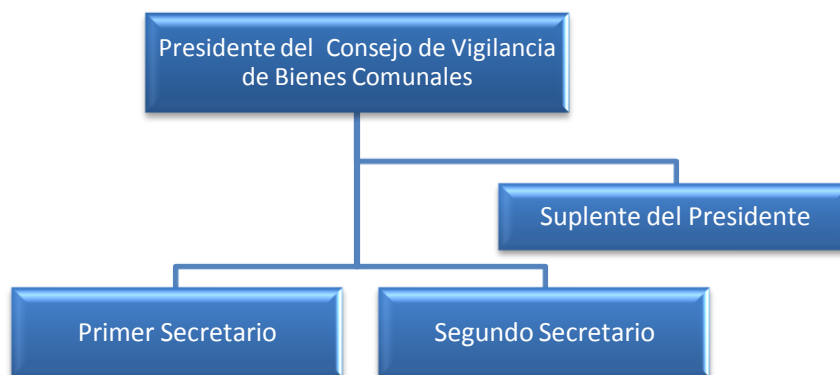 Presidente del Consejo de Vigilancia
de Bienes Comunales
Suplente del Presidente
Primer Secretario
Segundo Secretario